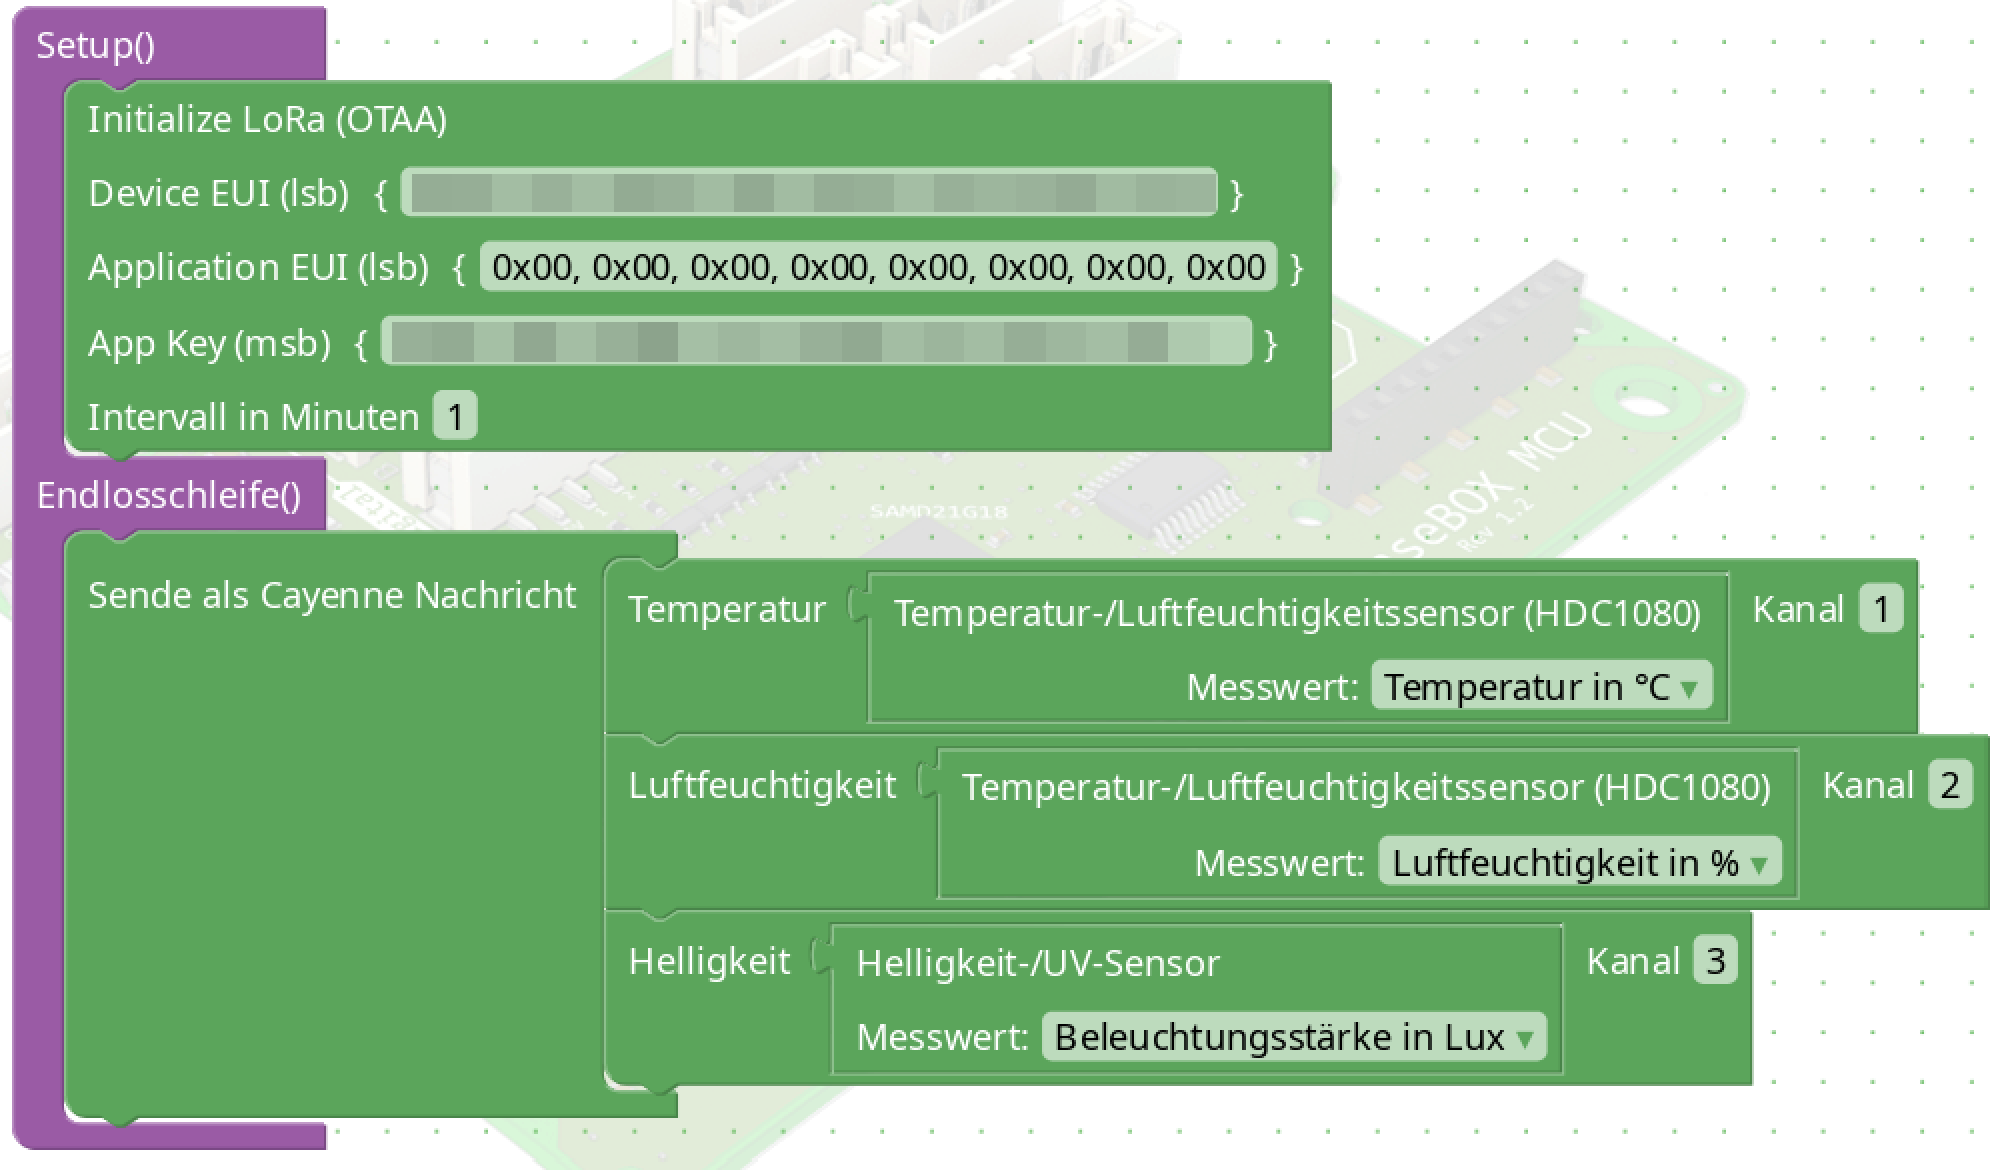 Setup()
Initialize LoRa (OTAA)
Device EUI (lsb) { }
Application EUI (lsb) { 0x00, 0x00, 0x00, 0x00, 0x00, 0x00, 0x00, 0x00 }
App Key (msb) { }
Intervall in Minuten 1
Endlosschleife()
SAMD21G18
senseBOX MCU
Rev 1.2
Sende als Cayenne Nachricht
Temperatur Temperatur-/Luftfeuchtigkeitssensor (HDC1080) Kanal 1
Messwert: Temperatur in °C
Luftfeuchtigkeit Temperatur-/Luftfeuchtigkeitssensor (HDC1080) Kanal 2
Messwert: Luftfeuchtigkeit in %
Helligkeit Helligkeit-/UV-Sensor Kanal 3
Messwert: Beleuchtungsstärke in Lux